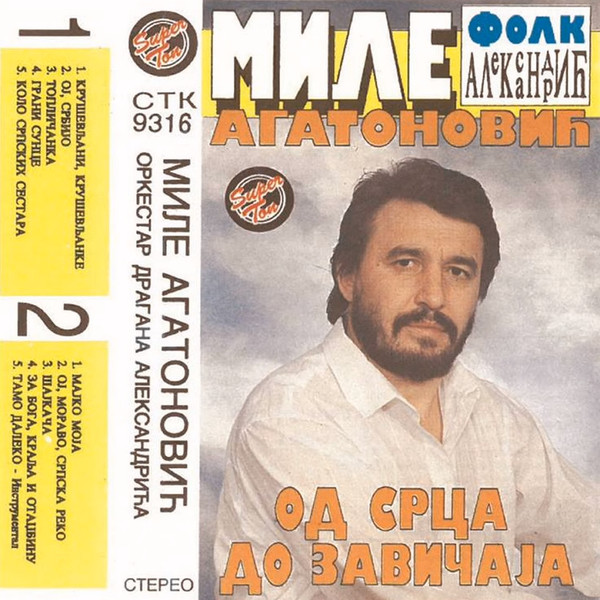 1
1. КРУШЕВЉАНИ, КРУШЕВЉАНКЕ
2. ОЈ, СРБИЈО
3. ТОПЛИЧАНКА
4. ГРАНИ СУНЦЕ
5. КОЛО СРПСКИХ СЕСТАРА
2
1. МАЈКО МОЈА
2. ОЈ, МОРАВО, СРПСКА РЕКО
3. ШАЈКАЧА
4. ЗА БОГА, КРАЉА И ОТАЏБИНУ
5. ТАМО ДАЛЕКО - Инструментал
Super
Ton
СТК
9316
МИЛЕ АГАТОНОВИЋ
ОРКЕСТАР ДРАГАНА АЛЕКСАНДРИЋА
СТЕРЕО
МИЛЕ
АГАТОНОВИЋ
ФОЛК
АЛЕКСАНДРИЋ
Super
Ton
ОД СРЦА
ДО ЗАВИЧАЈА